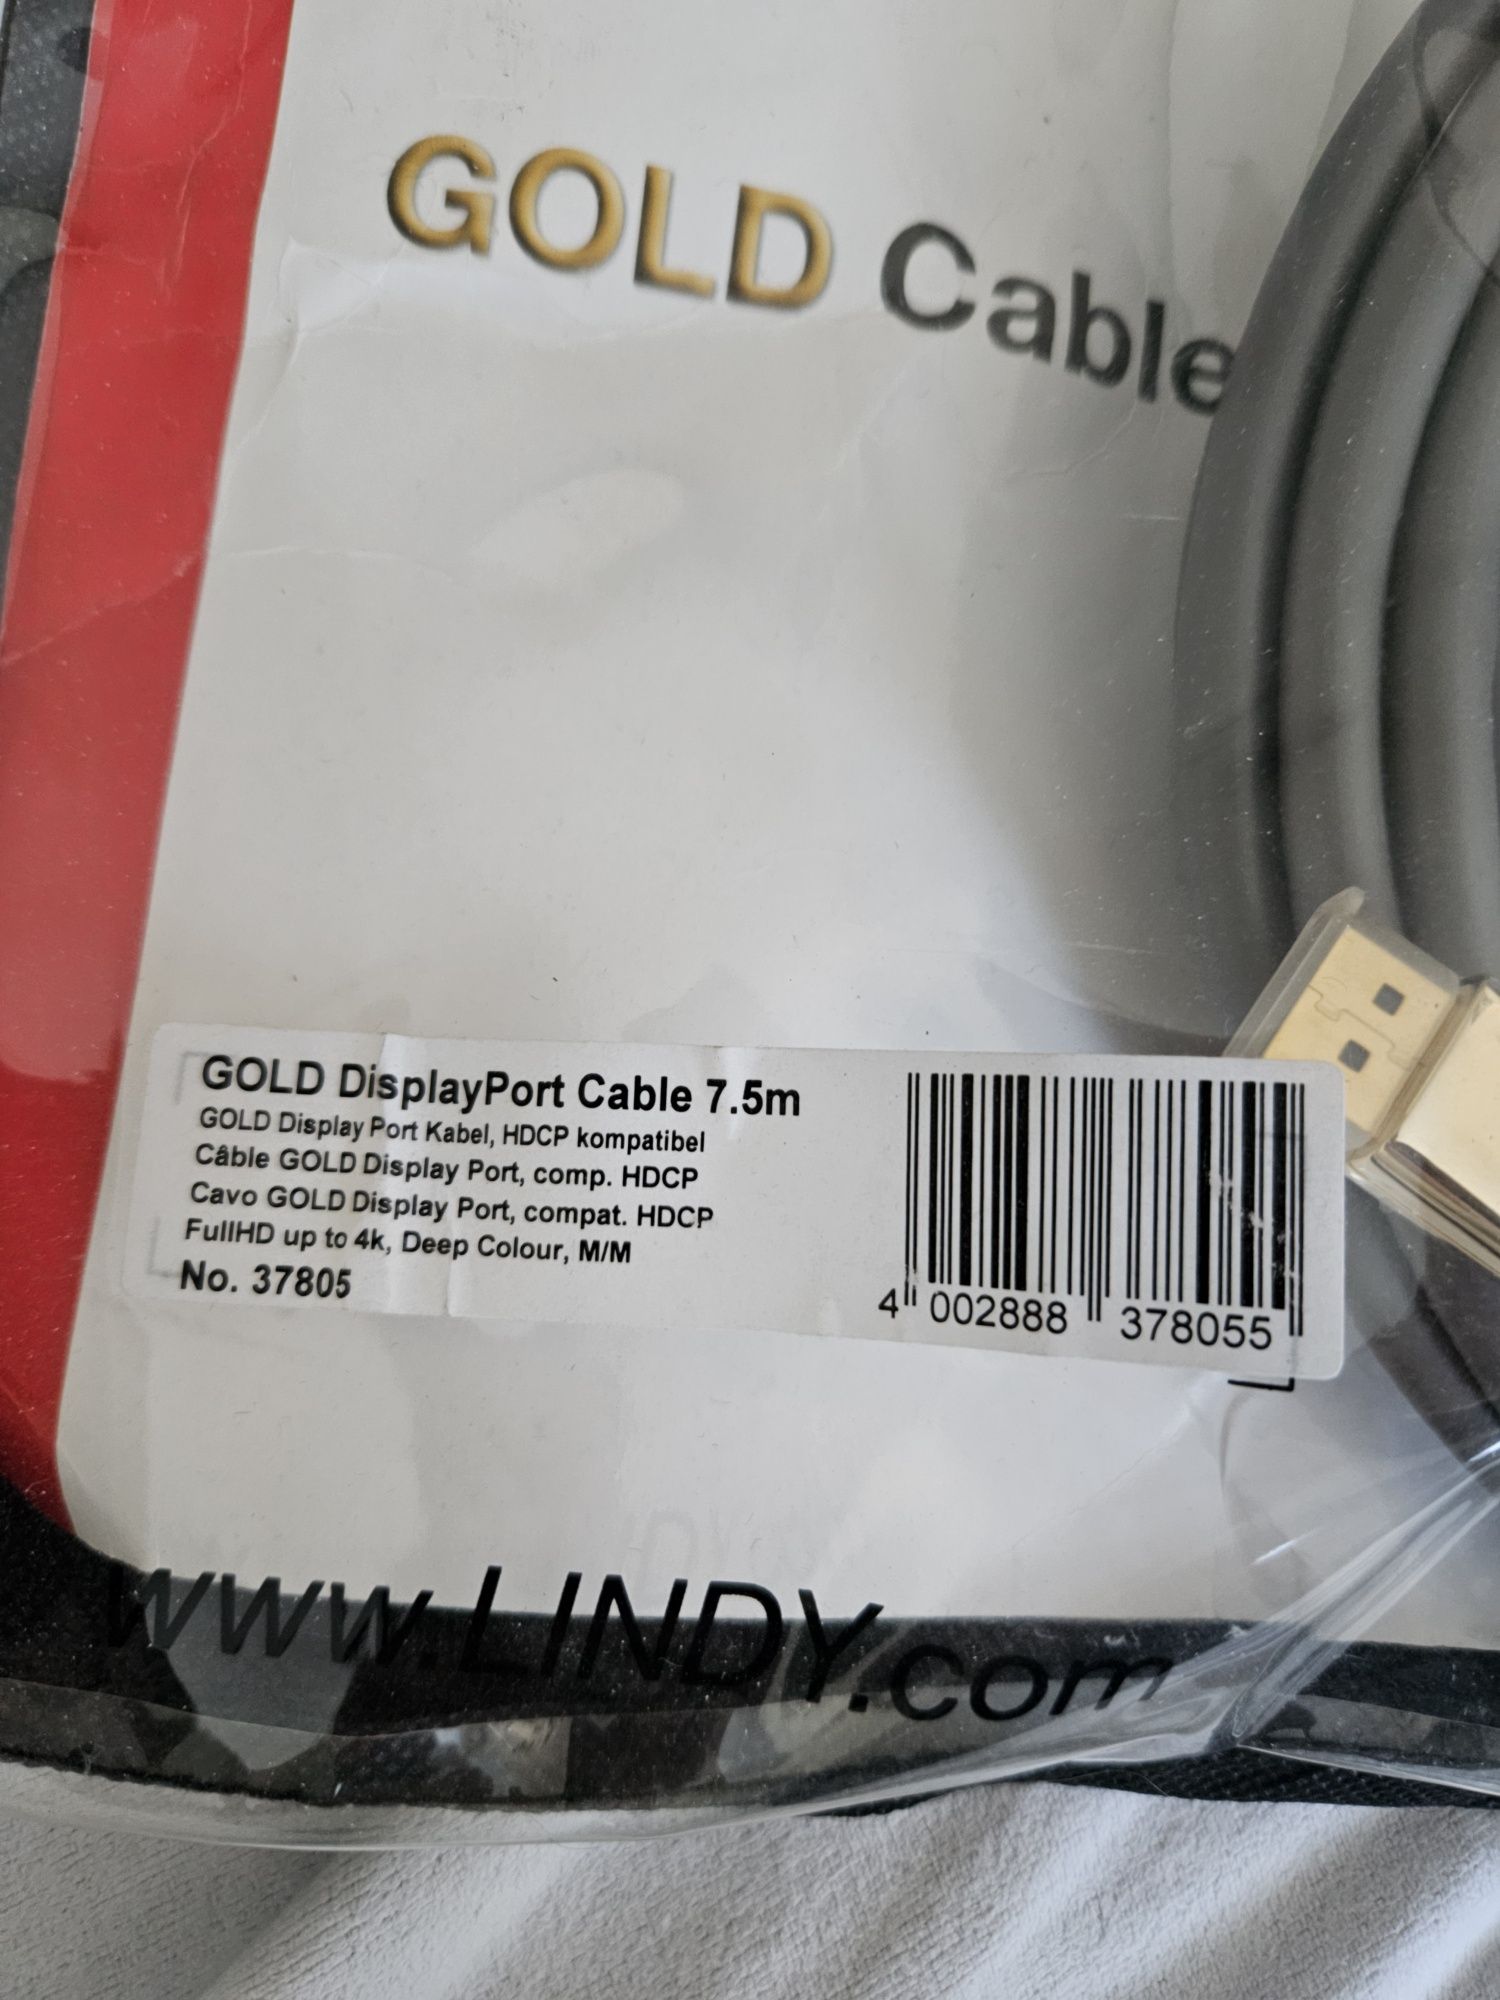 GOLD Cable
GOLD DisplayPort Cable 7.5m
GOLD Display Port Kabel, HDCP kompatibel
Câble GOLD Display Port, comp. HDCP
Cavo GOLD Display Port, compat. HDCP
FullHD up to 4k, Deep Colour, M/M
No. 37805
4 002888 378055
www.LINDY.com